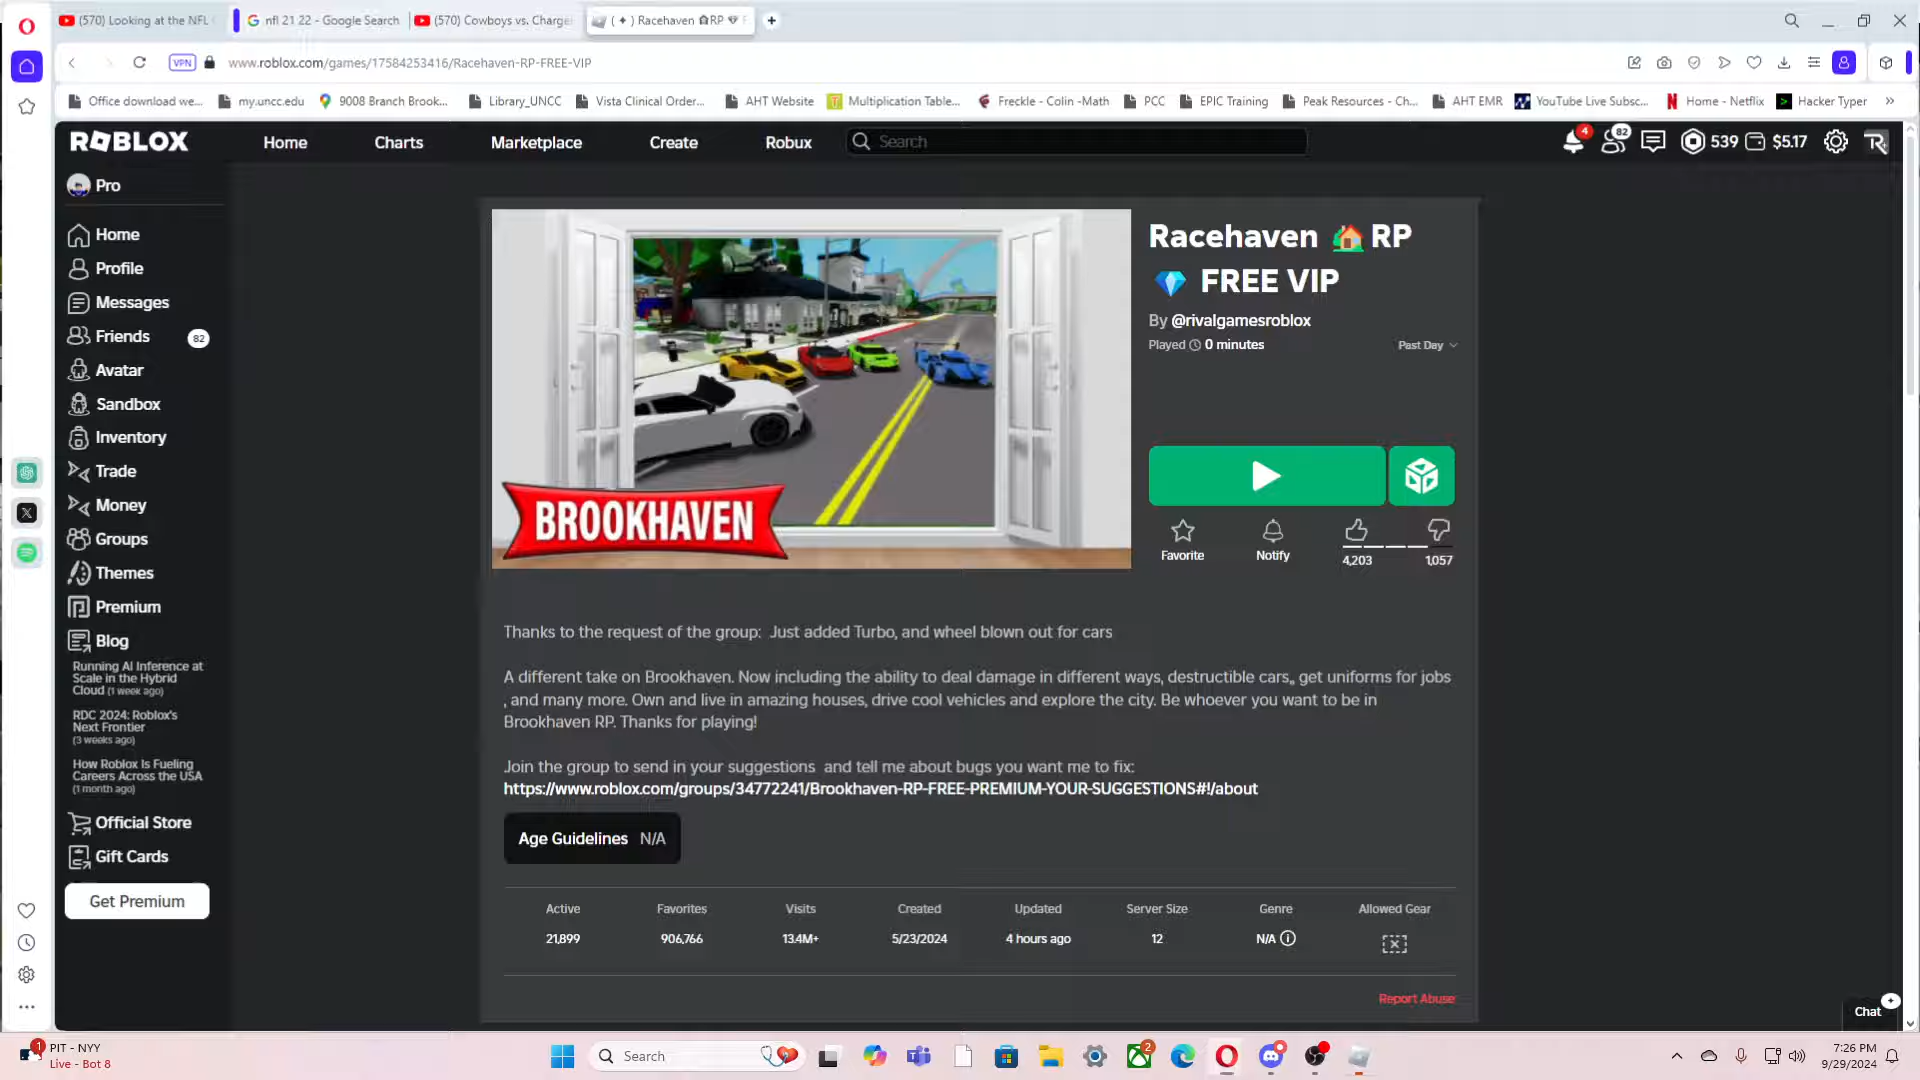 (570) Looking at the NFL
nfl 21 22 - Google Search
(570) Cowboys vs. Charge
( ✦ ) Racehaven 🏠RP 💎 F
VPN
www.roblox.com/games/17584253416/Racehaven-RP-FREE-VIP
Office download we...
my.uncc.edu
9008 Branch Brook...
Library_UNCC
Vista Clinical Order...
AHT Website
Multiplication Table...
Freckle - Colin -Math
PCC
EPIC Training
Peak Resources - Ch...
AHT EMR
YouTube Live Subsc...
Home - Netflix
Hacker Typer
ROBLOX
Home
Charts
Marketplace
Create
Robux
Search
4
82
539
$5.17
Pro
Home
Profile
Messages
Friends
82
Avatar
Sandbox
Inventory
Trade
Money
Groups
Themes
Premium
Blog
Running AI Inference at
Scale in the Hybrid
Cloud (1 week ago)
RDC 2024: Roblox's
Next Frontier
(3 weeks ago)
How Roblox Is Fueling
Careers Across the USA
(1 month ago)
Official Store
Gift Cards
Get Premium
BROOKHAVEN
Racehaven 🏠 RP
💎 FREE VIP
By @rivalgamesroblox
Played 0 minutes
Past Day
Favorite
Notify
4,203
1,057
Thanks to the request of the group: Just added Turbo, and wheel blown out for cars
A different take on Brookhaven. Now including the ability to deal damage in different ways, destructible cars,, get uniforms for jobs
, and many more. Own and live in amazing houses, drive cool vehicles and explore the city. Be whoever you want to be in
Brookhaven RP. Thanks for playing!
Join the group to send in your suggestions and tell me about bugs you want me to fix:
https://www.roblox.com/groups/34772241/Brookhaven-RP-FREE-PREMIUM-YOUR-SUGGESTIONS#!/about
Age Guidelines N/A
Active
Favorites
Visits
Created
Updated
Server Size
Genre
Allowed Gear
21,899
906,766
13.4M+
5/23/2024
4 hours ago
12
N/A
Report Abuse
Chat
1
PIT - NYY
Live - Bot 8
Search
2
7:26 PM
9/29/2024